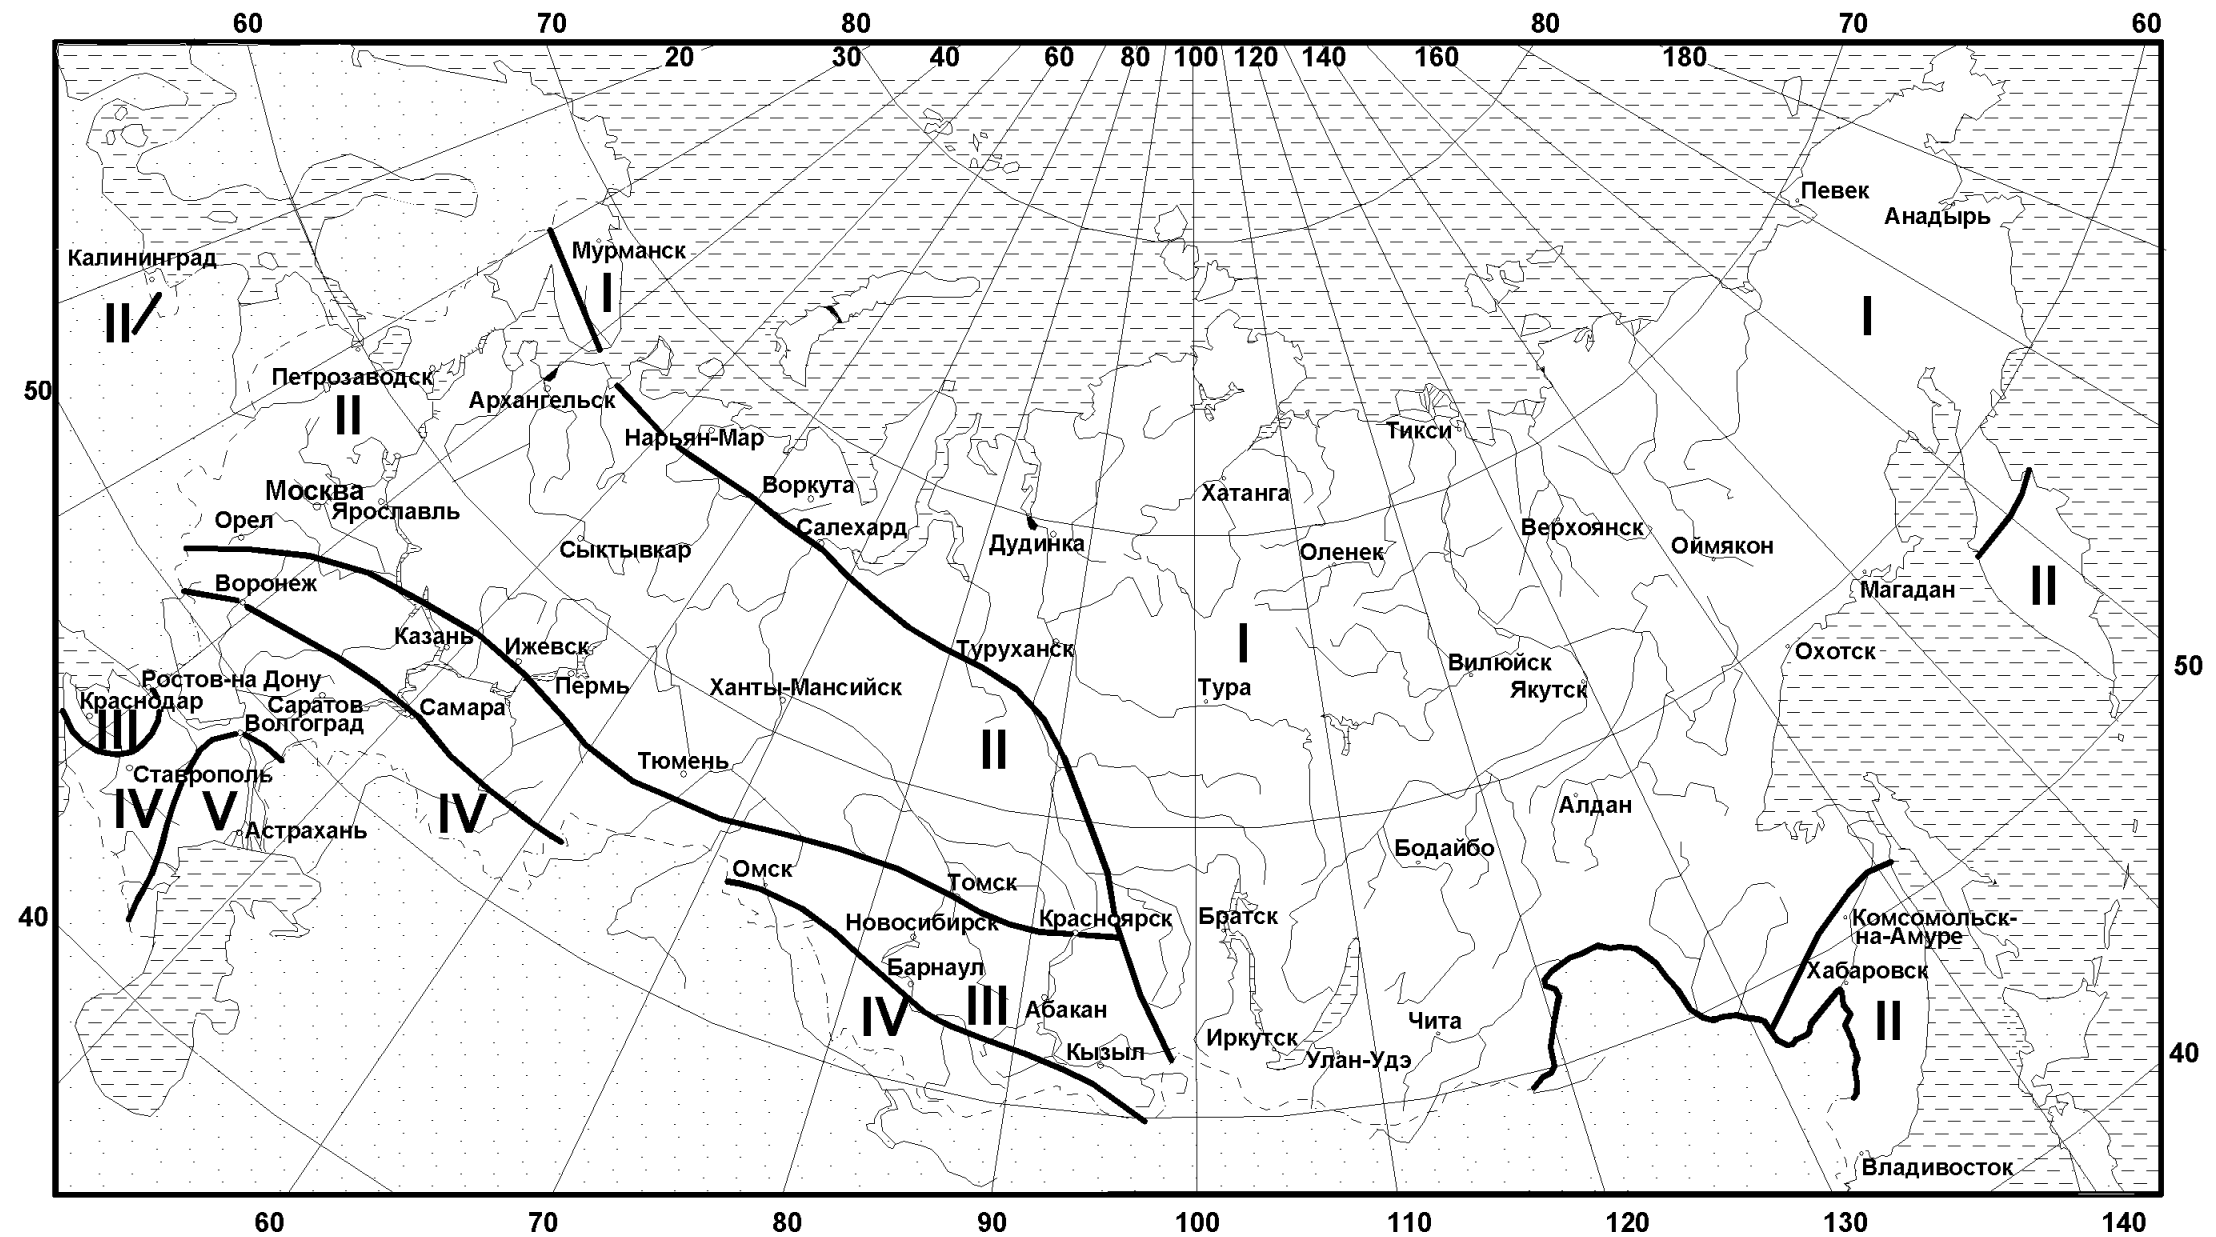 60 70 80 80 70 60
20 30 40 60 80 100 120 140 160 180
Певек
Анадырь
Мурманск
Калининград
I
I
II
Петрозаводск
50
Архангельск
II
Нарьян-Мар
Тикси
Воркута
Москва
Хатанга
Ярославль
Орел
Салехард
Верхоянск
Дудинка
Оймякон
Сыктывкар
Оленек
Воронеж
II
Магадан
Казань
Ижевск
Туруханск
I
Охотск
Вилюйск
50
Ростов-на Дону
Пермь
Ханты-Мансийск
Тура
Якутск
Краснодар
Саратов
Самара
Волгоград
III
II
Тюмень
Ставрополь
IV
V
IV
Алдан
Астрахань
Бодайбо
Омск
Томск
40
Новосибирск
Красноярск
Братск
Комсомольск-
на-Амуре
Барнаул
Хабаровск
IV
III
Абакан
II
Чита
Иркутск
Кызыл
Улан-Удэ
40
Владивосток
60 70 80 90 100 110 120 130 140